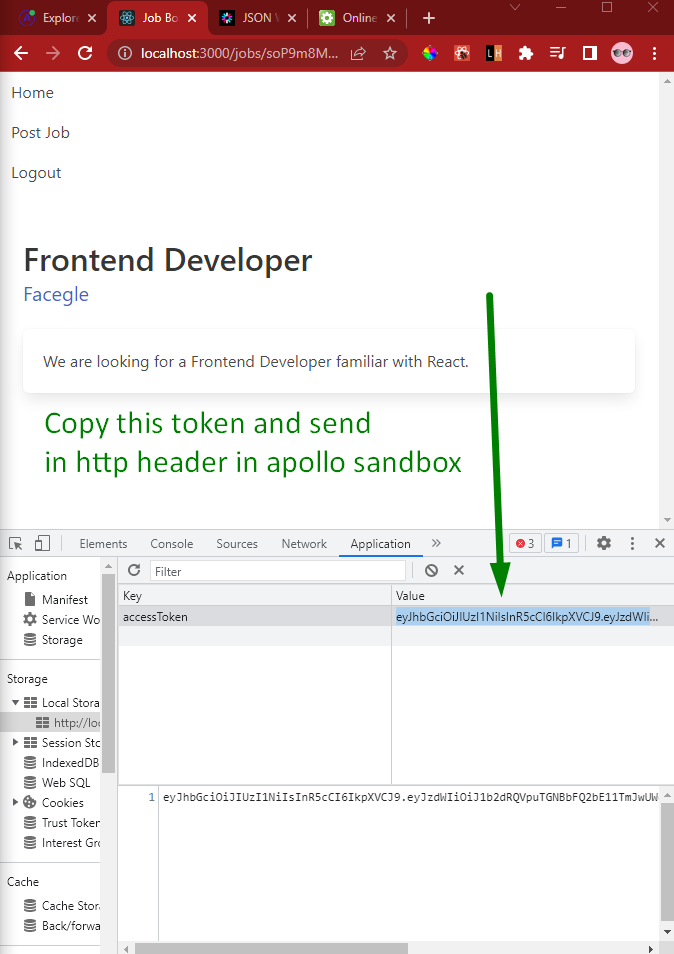 Explore
Job Bo
JSON W
Online
localhost:3000/jobs/soP9m8M...
Home
Post Job
Logout
Frontend Developer
Facegle
We are looking for a Frontend Developer familiar with React.
Copy this token and send
in http header in apollo sandbox
Elements Console Sources Network Application 3 1
Application
Manifest
Service Wo
Storage
Storage
Local Stora
http://loc
Session Sto
IndexedDB
Web SQL
Cookies
Trust Token
Interest Gro
Cache
Cache Stora
Back/forwa
Filter
Key Value
accessToken eyJhbGciOiJIUzI1NiIsInR5cCI6IkpXVCJ9.eyJzdWIi...
1 eyJhbGciOiJIUzI1NiIsInR5cCI6IkpXVCJ9.eyJzdWIiOiJ1b2dRQVpuTGNBbFQ2bE11TmJwUW